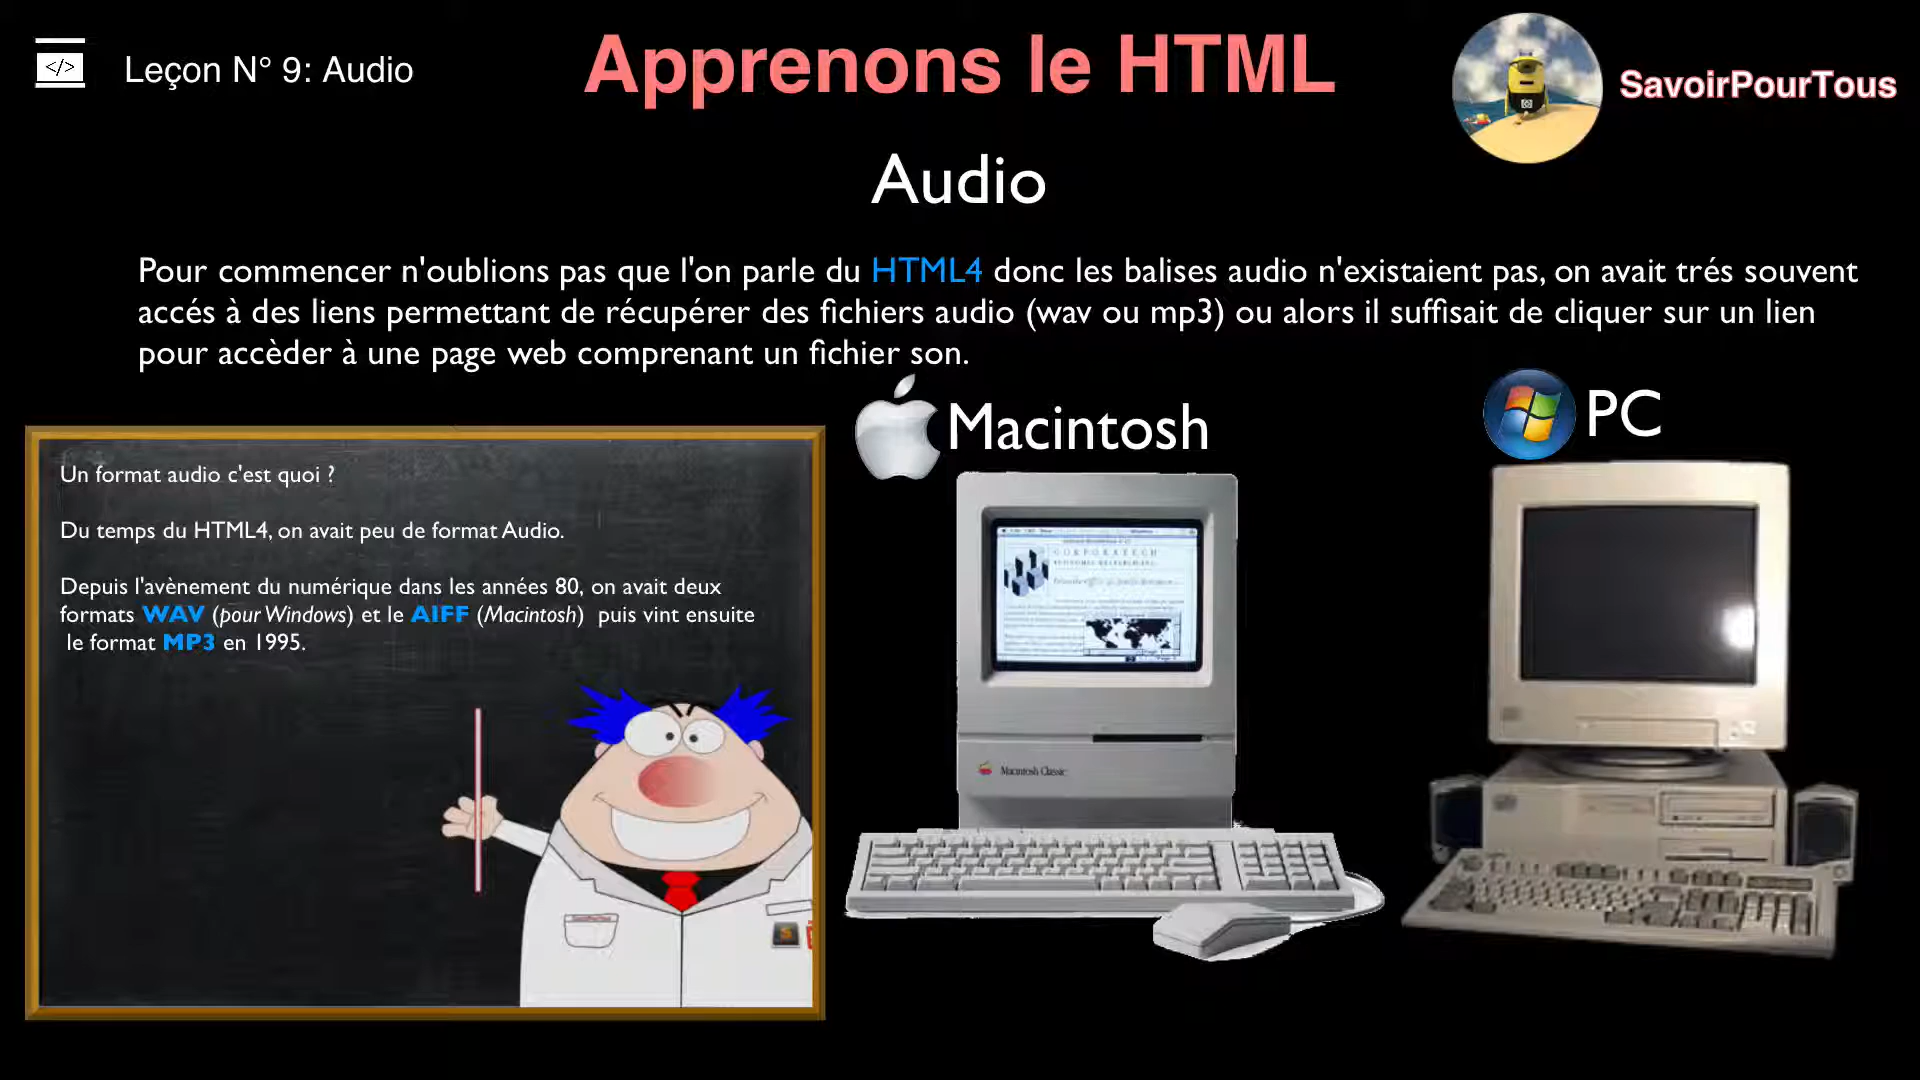 </>
Leçon N° 9: Audio
Apprenons le HTML
SavoirPourTous
Audio
Pour commencer n'oublions pas que l'on parle du HTML4 donc les balises audio n'existaient pas, on avait trés souvent
accés à des liens permettant de récupérer des fichiers audio (wav ou mp3) ou alors il suffisait de cliquer sur un lien
pour accèder à une page web comprenant un fichier son.
Macintosh
PC
Un format audio c'est quoi ?
Du temps du HTML4, on avait peu de format Audio.
Depuis l'avènement du numérique dans les années 80, on avait deux
formats WAV (pour Windows) et le AIFF (Macintosh) puis vint ensuite
le format MP3 en 1995.
CORPORATECH
Macintosh Classic
S